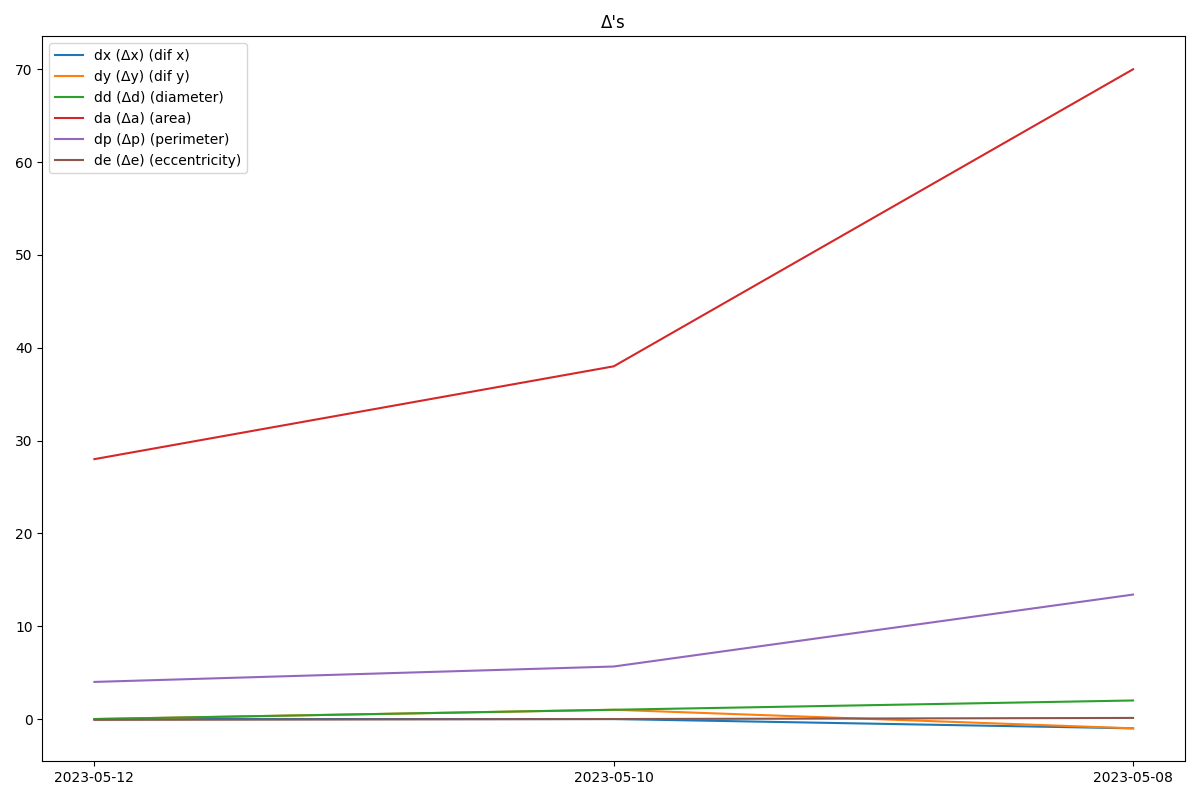 Δ's
dx (Δx) (dif x)
dy (Δy) (dif y)
dd (Δd) (diameter)
da (Δa) (area)
dp (Δp) (perimeter)
de (Δe) (eccentricity)
70
60
50
40
30
20
10
0
2023-05-12 2023-05-10 2023-05-08